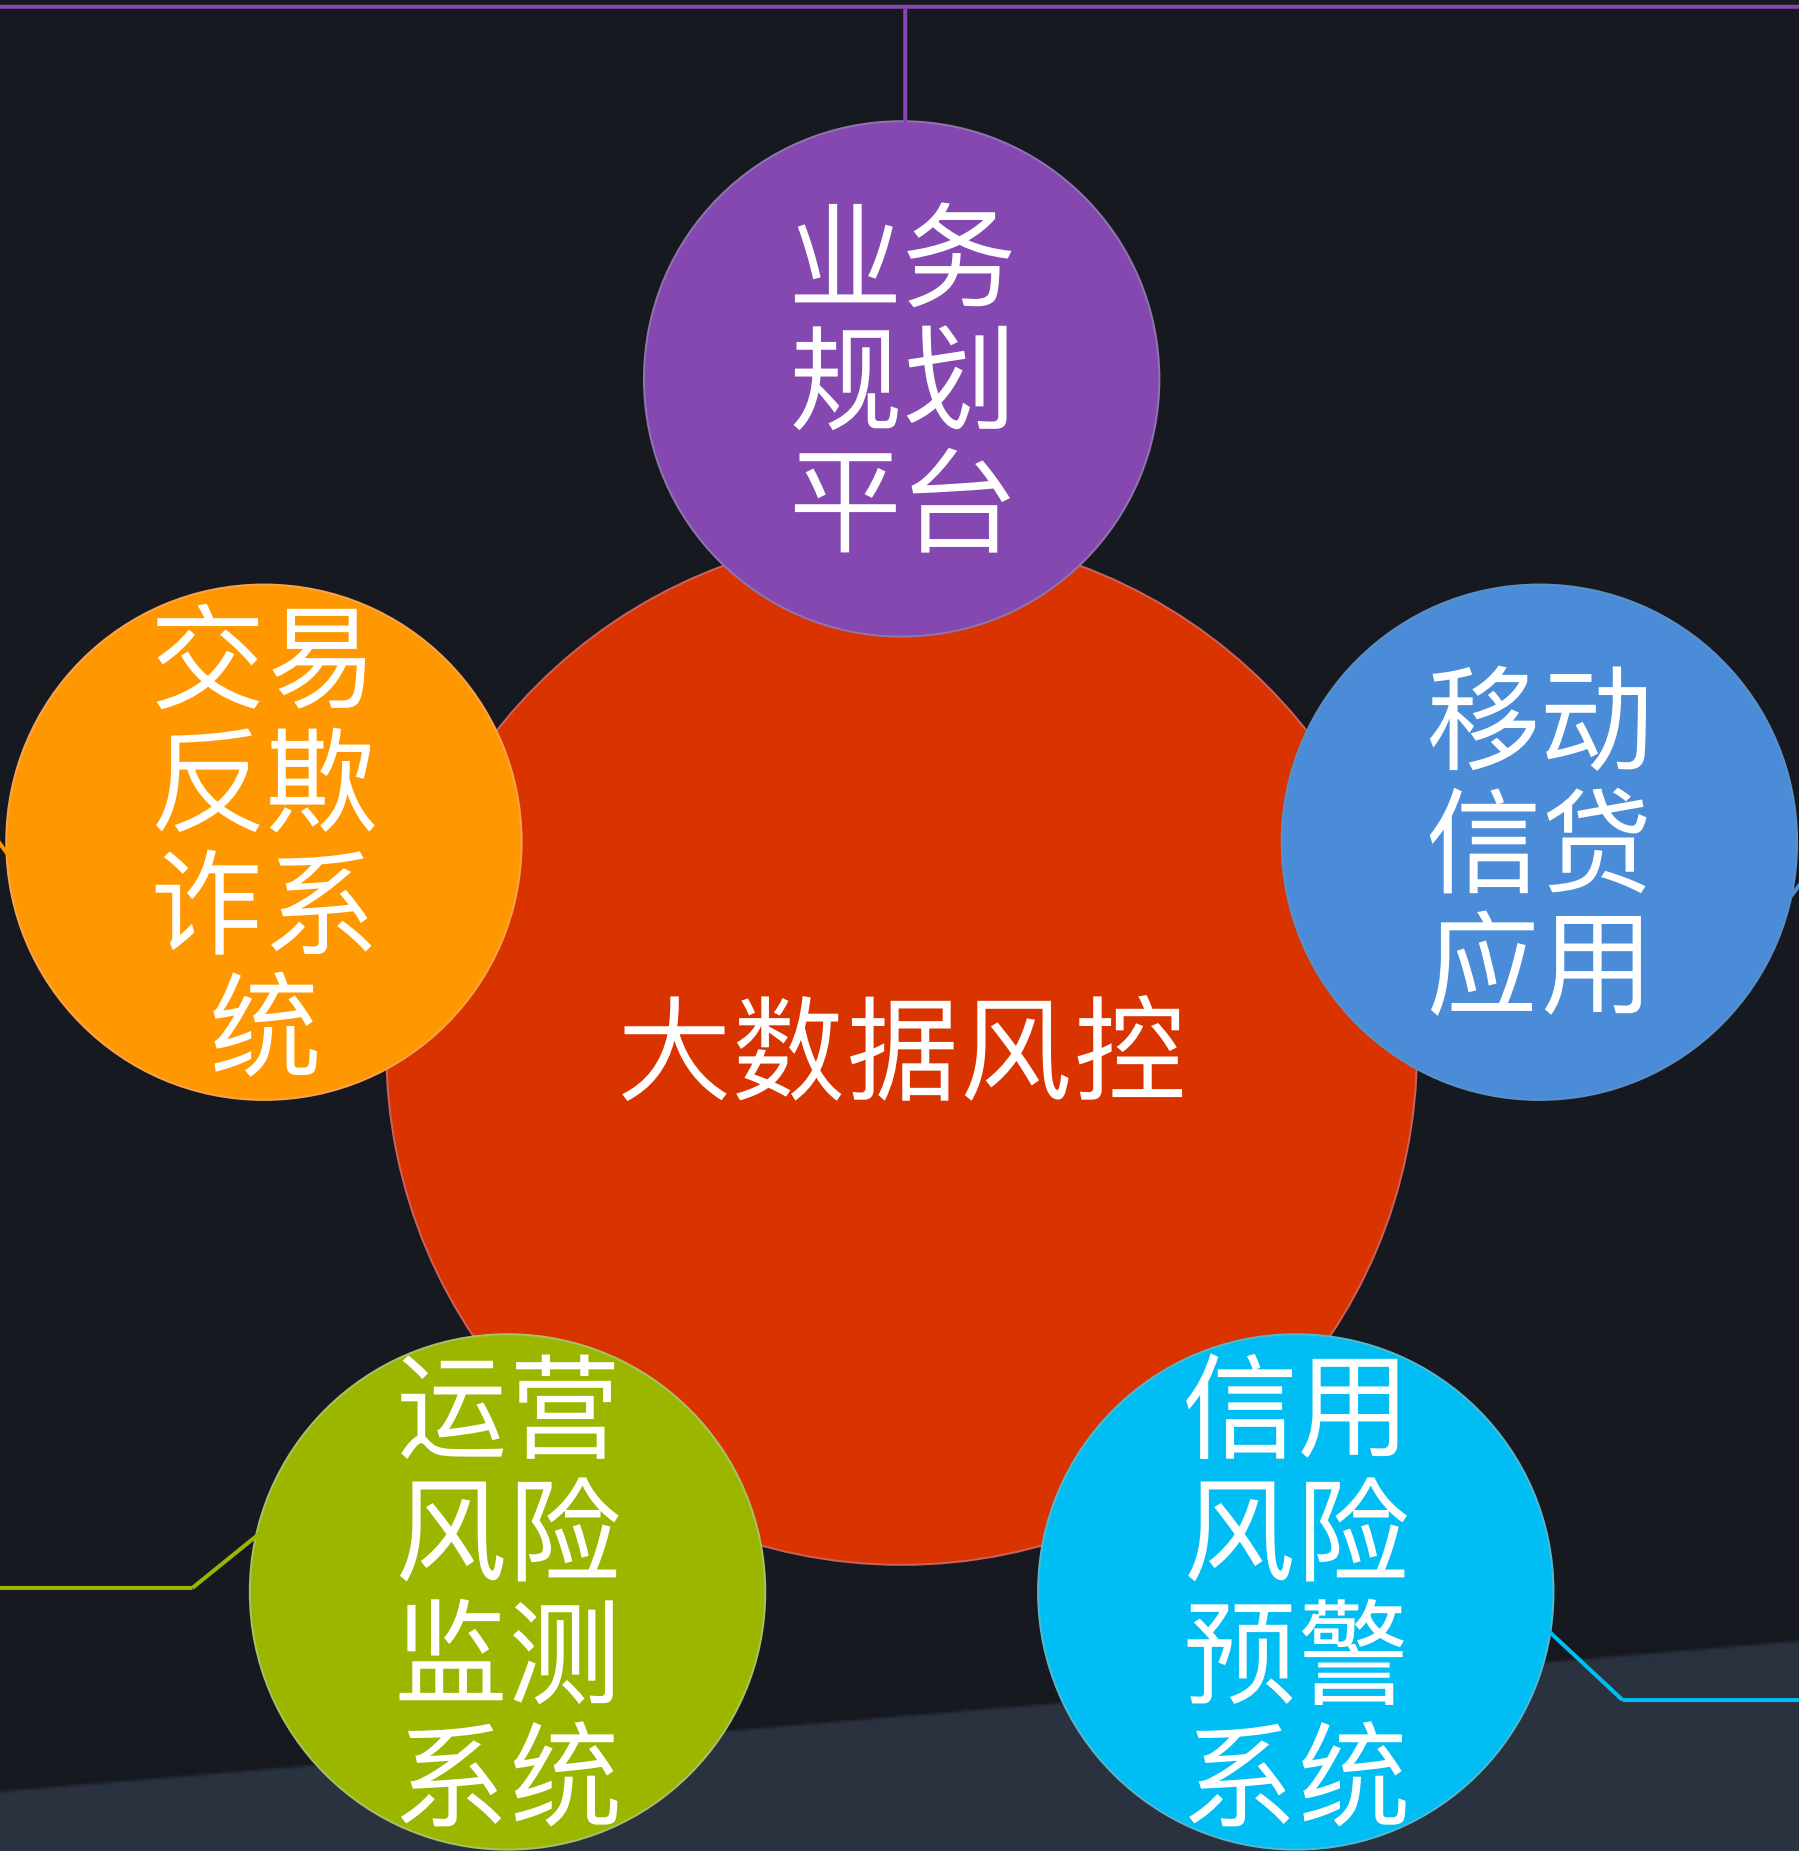 业务
规划
平台
交易
反欺
诈系
统
移动
信贷
应用
大数据风控
运营
风险
监测
系统
信用
风险
预警
系统